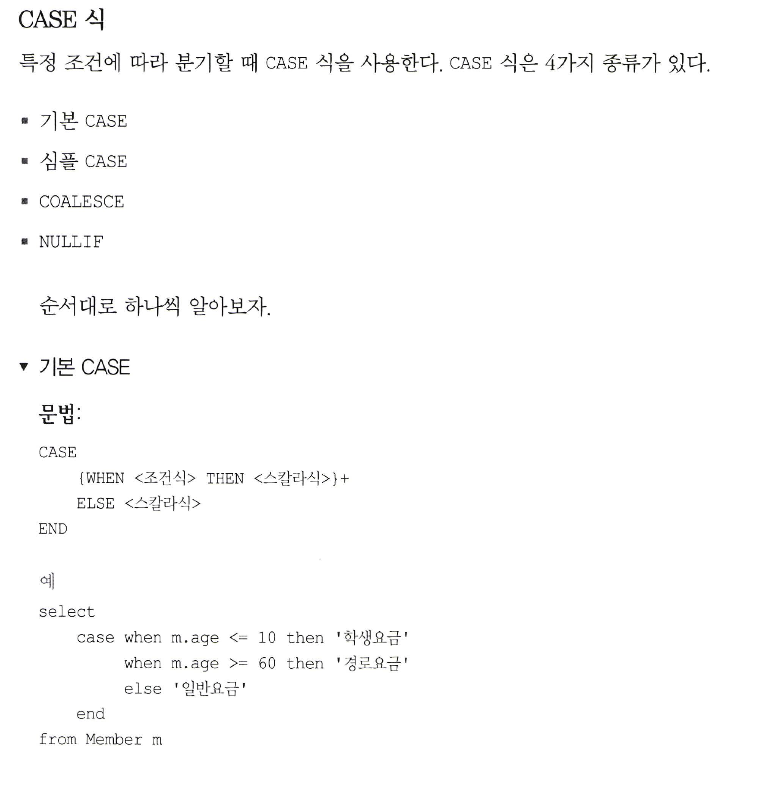 CASE 식
특정 조건에 따라 분기할 때 CASE 식을 사용한다. CASE 식은 4가지 종류가 있다.
▪ 기본 CASE
▪ 심플 CASE
▪ COALESCE
▪ NULLIF
순서대로 하나씩 알아보자.
▼ 기본 CASE
문법:
CASE
    {WHEN <조건식> THEN <스칼라식>}+
    ELSE <스칼라식>
END
예
select
    case when m.age <= 10 then '학생요금'
         when m.age >= 60 then '경로요금'
         else '일반요금'
    end
from Member m